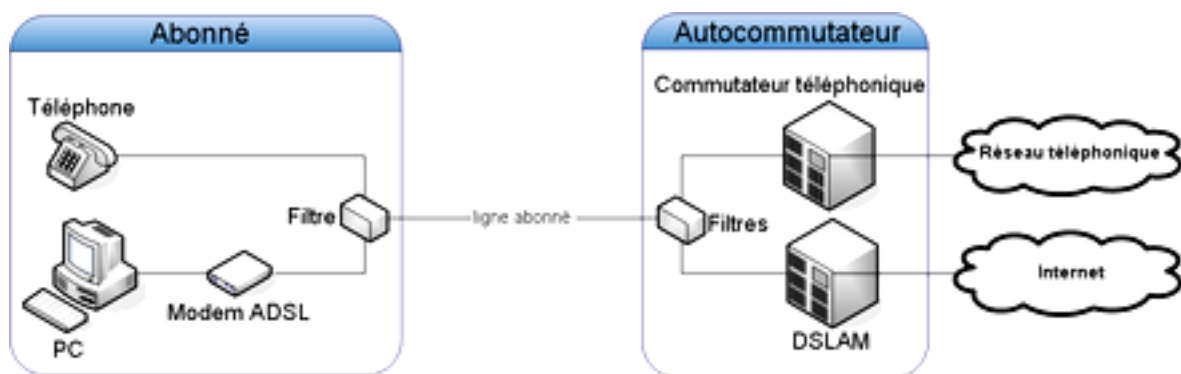 Abonné
Autocommutateur
Commutateur téléphonique
Téléphone
Réseau téléphonique
Filtre
ligne abonné
Filtres
Internet
Modem ADSL
PC
DSLAM